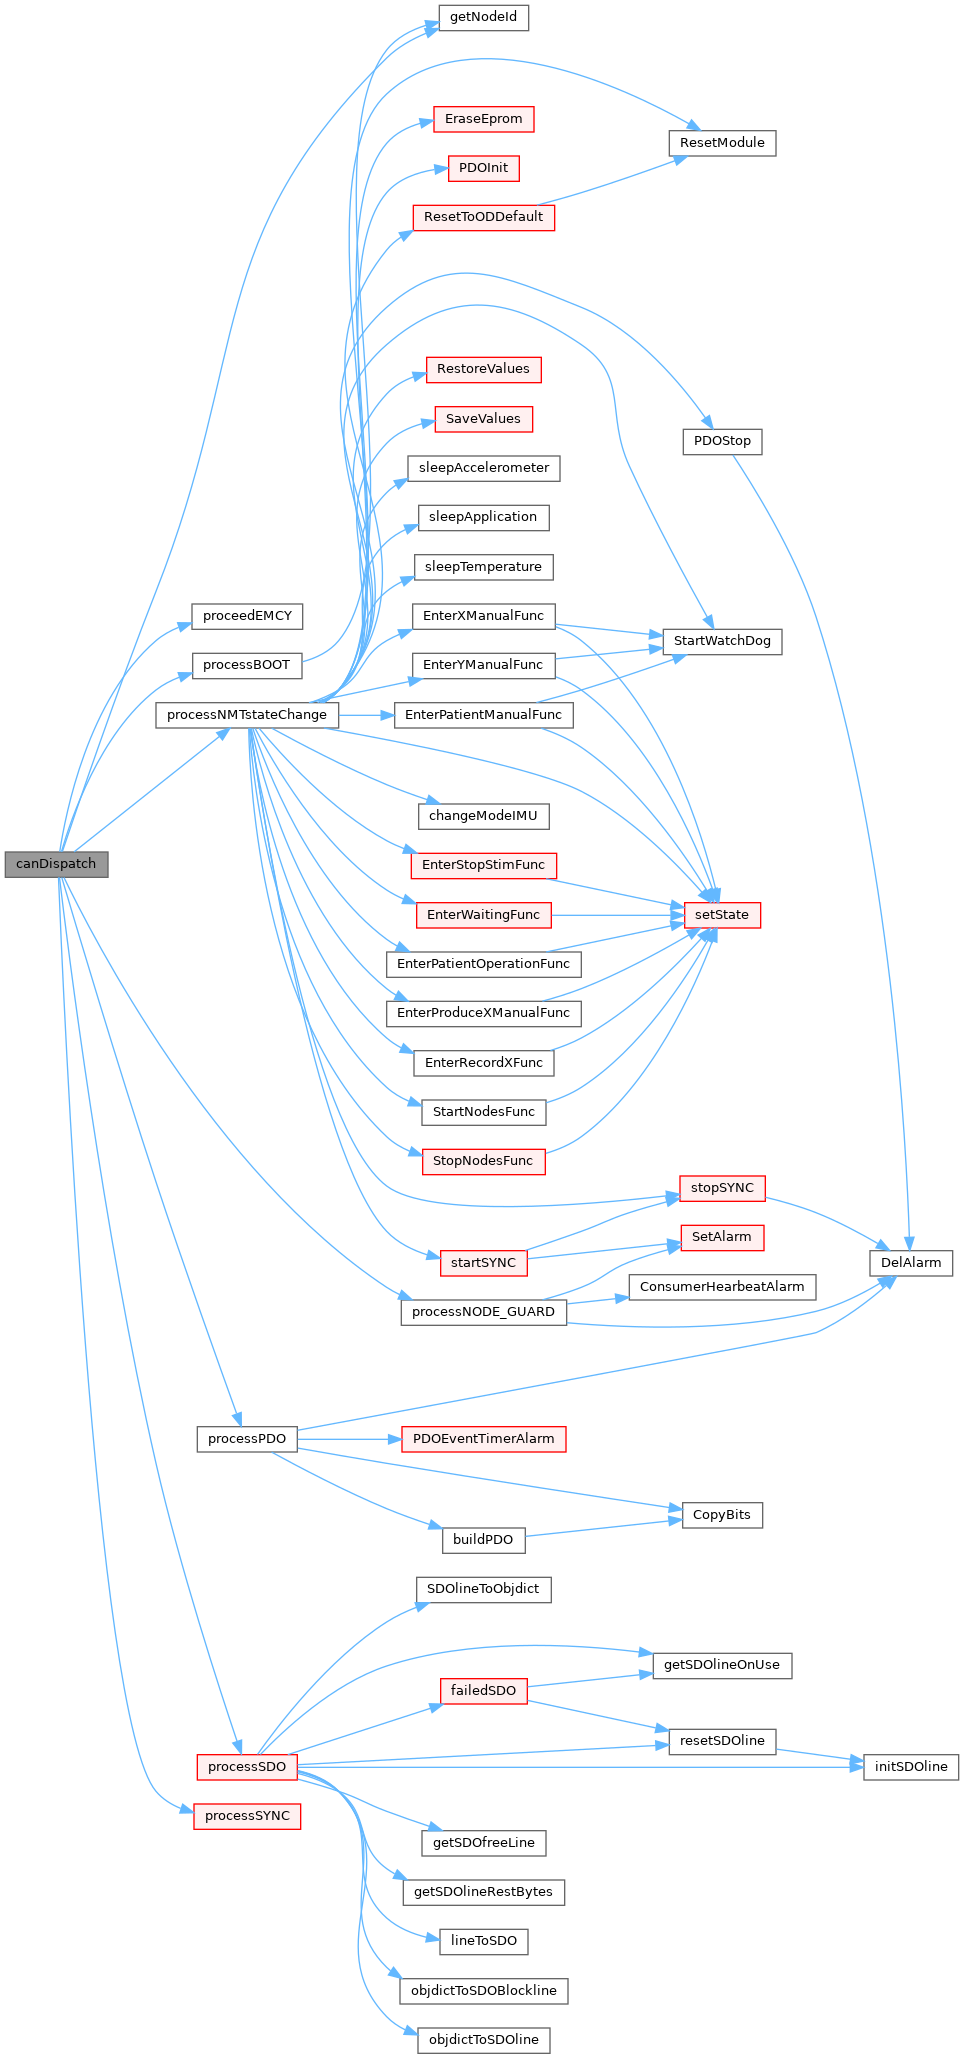 getNodeId
EraseEprom
ResetModule
PDOInit
ResetToODDefault
RestoreValues
SaveValues
PDOStop
sleepAccelerometer
sleepApplication
sleepTemperature
proceedEMCY
EnterXManualFunc
StartWatchDog
processBOOT
EnterYManualFunc
processNMTstateChange
EnterPatientManualFunc
changeModeIMU
canDispatch
EnterStopStimFunc
EnterWaitingFunc
setState
EnterPatientOperationFunc
EnterProduceXManualFunc
EnterRecordXFunc
StartNodesFunc
StopNodesFunc
stopSYNC
SetAlarm
startSYNC
DelAlarm
ConsumerHearbeatAlarm
processNODE_GUARD
processPDO
PDOEventTimerAlarm
CopyBits
buildPDO
SDOlineToObjdict
getSDOlineOnUse
failedSDO
resetSDOline
processSDO
initSDOline
processSYNC
getSDOfreeLine
getSDOlineRestBytes
lineToSDO
objdictToSDOBlockline
objdictToSDOline